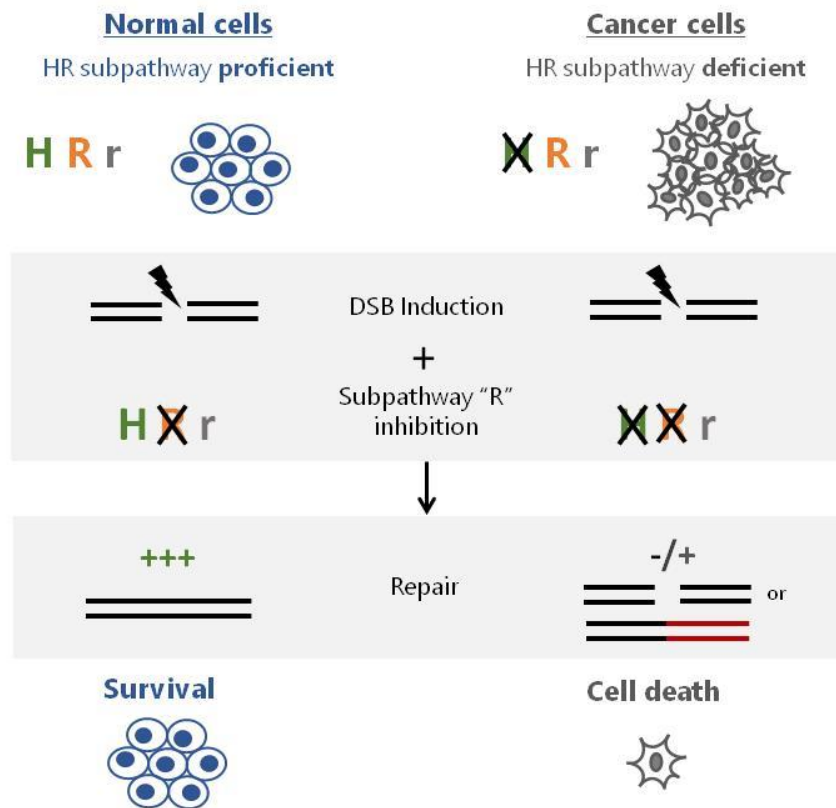 Normal cells
HR subpathway proficient
H R r
Cancer cells
HR subpathway deficient
H R r
DSB Induction
+
Subpathway "R"
inhibition
H R r
H R r
+++
Repair
-/+
or
Survival
Cell death